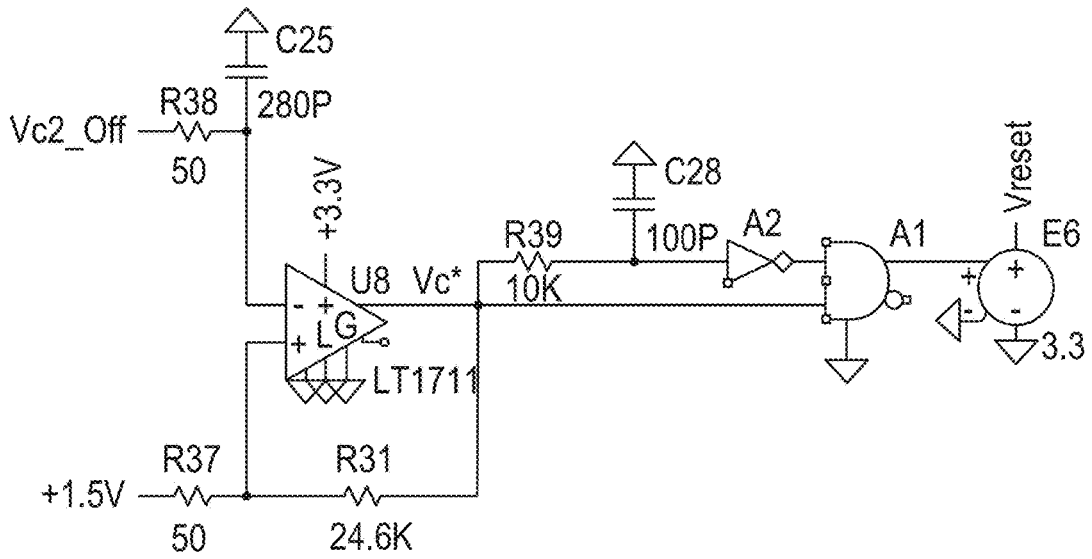 C25
R38
280P
Vc2_Off
50
+3.3V
C28
Vreset
R39
100P
A2
A1
E6
10K
U8
Vc*
+
-
+
-
-
+
+
L
G
3.3
LT1711
R37
R31
+1.5V
50
24.6K